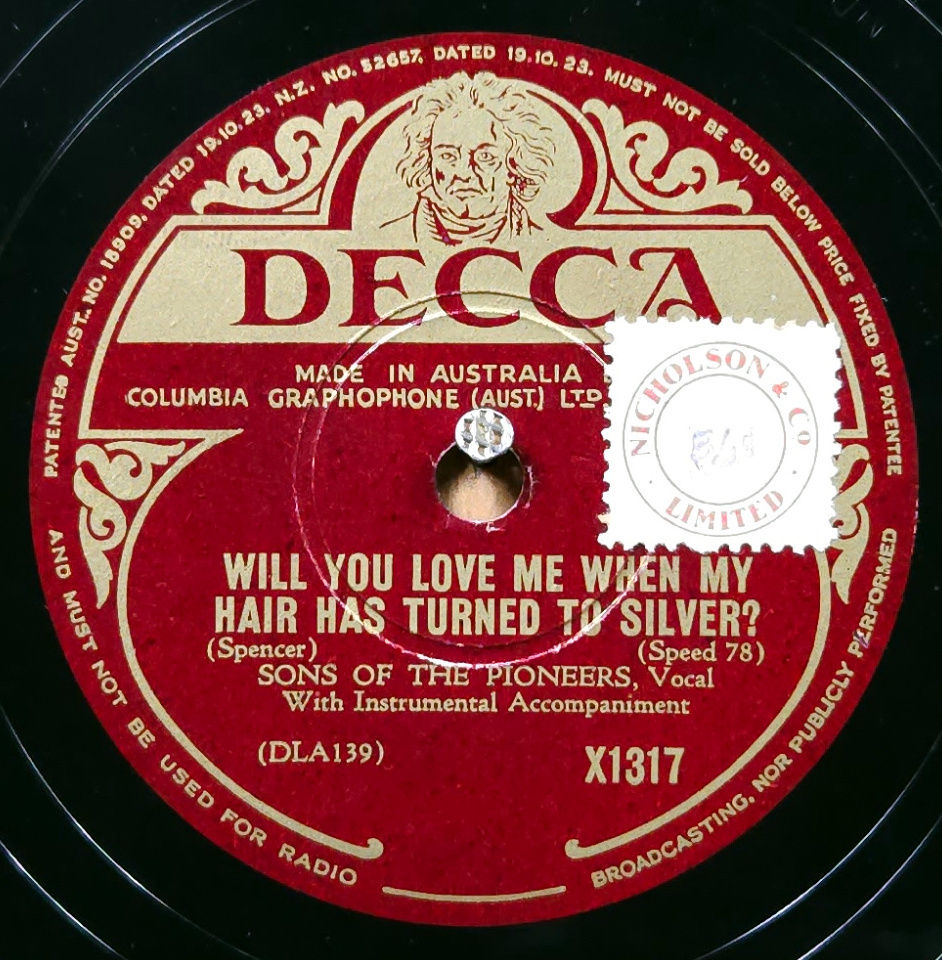 PATENTED AUST. NO. 18909, DATED 19.10.23, N.Z. NO. 52657, DATED 19.10.23. MUST NOT BE SOLD BELOW PRICE FIXED BY PATENTEE
DECCA
MADE IN AUSTRALIA
COLUMBIA GRAPHOPHONE (AUST.) LTD.
NICHOLSON & CO
LIMITED
WILL YOU LOVE ME WHEN MY
HAIR HAS TURNED TO SILVER?
(Spencer) (Speed 78)
SONS OF THE PIONEERS, Vocal
With Instrumental Accompaniment
(DLA139) X1317
AND MUST NOT BE USED FOR RADIO BROADCASTING, NOR PUBLICLY PERFORMED